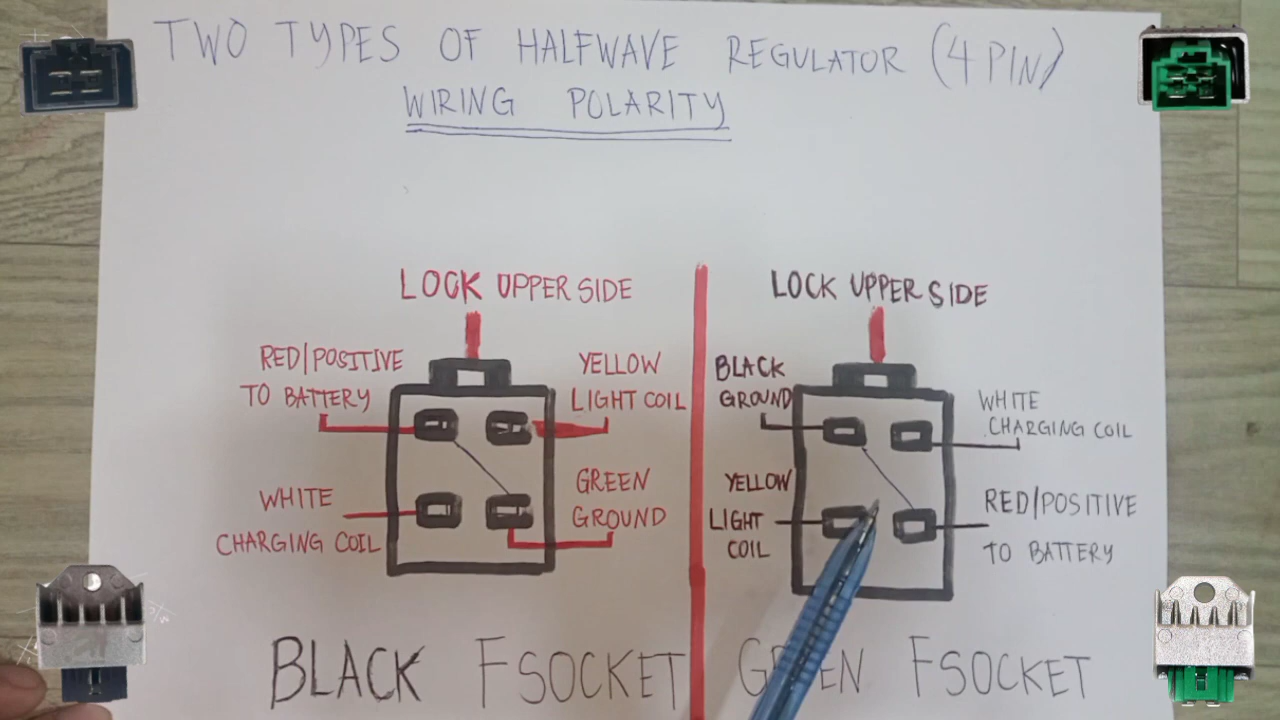 TWO TYPES OF HALFWAVE REGULATOR (4 PIN)
WIRING POLARITY
LOCK UPPER SIDE
RED/POSITIVE
TO BATTERY
YELLOW
LIGHT COIL
WHITE
CHARGING COIL
GREEN
GROUND
BLACK FSOCKET
LOCK UPPER SIDE
BLACK
GROUND
WHITE
CHARGING COIL
YELLOW
LIGHT
COIL
RED/POSITIVE
TO BATTERY
FSOCKET